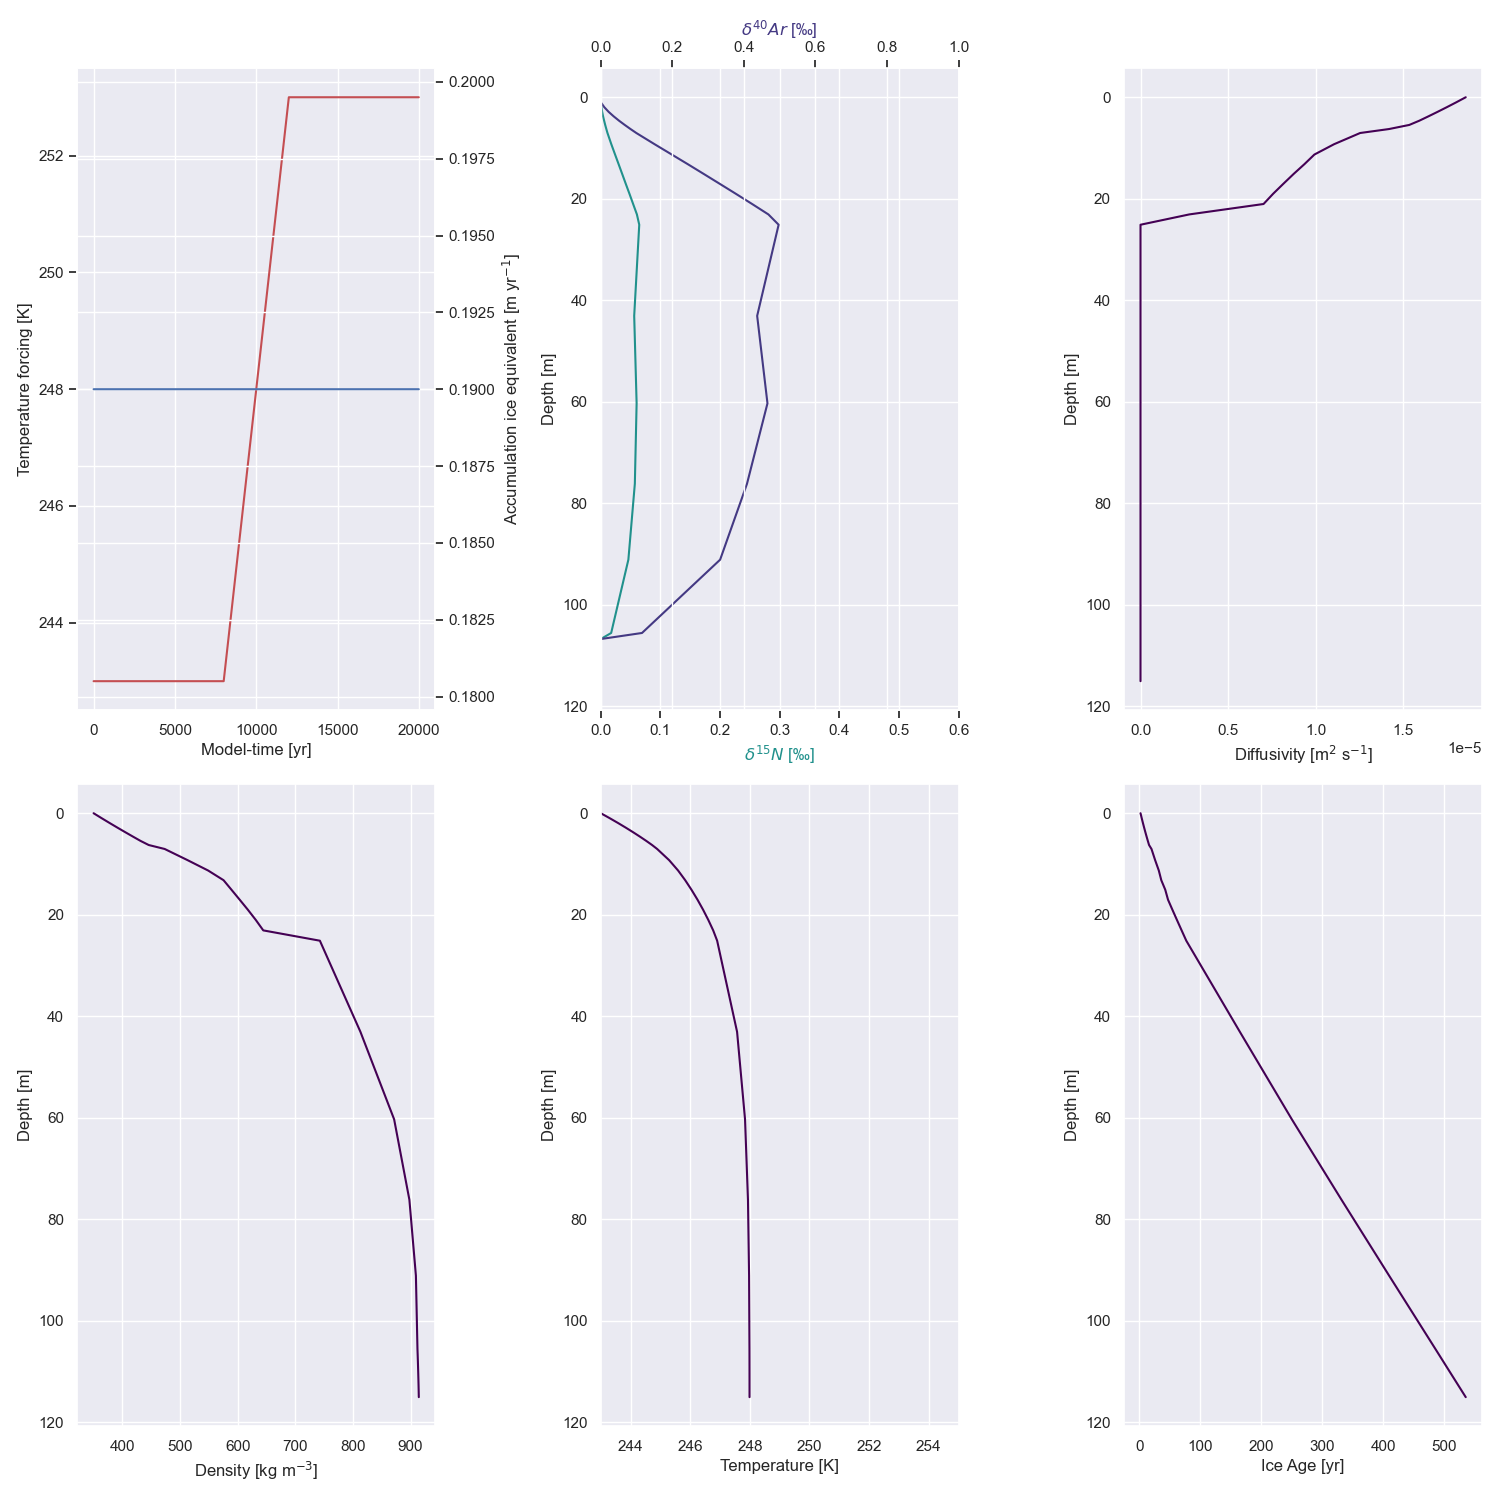 δ⁴⁰Ar [‰]
0.0 0.2 0.4 0.6 0.8 1.0
Temperature forcing [K]
252
250
248
246
244
0.2000
0.1975
0.1950
0.1925
0.1900
0.1875
0.1850
0.1825
0.1800
Accumulation ice equivalent [m yr⁻¹]
0 5000 10000 15000 20000
Model-time [yr]
Depth [m]
0
20
40
60
80
100
120
0.0 0.1 0.2 0.3 0.4 0.5 0.6
δ¹⁵N [‰]
Depth [m]
0
20
40
60
80
100
120
0.0 0.5 1.0 1.5
1e−5
Diffusivity [m² s⁻¹]
Depth [m]
0
20
40
60
80
100
120
400 500 600 700 800 900
Density [kg m⁻³]
Depth [m]
0
20
40
60
80
100
120
244 246 248 250 252 254
Temperature [K]
Depth [m]
0
20
40
60
80
100
120
0 100 200 300 400 500
Ice Age [yr]